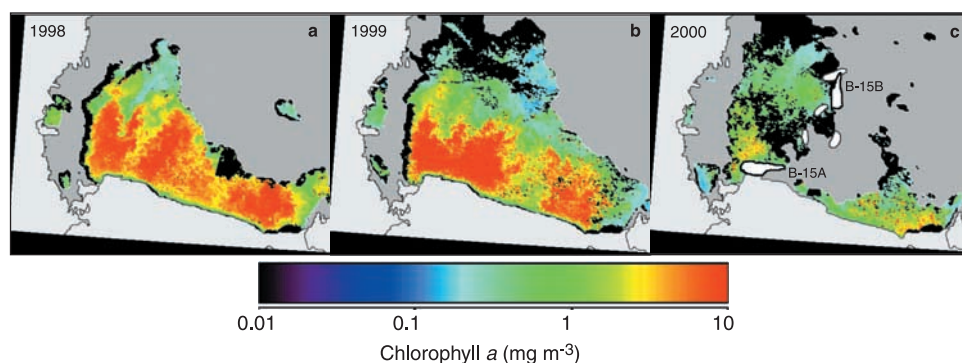 1998 a
1999 b
2000 c
B-15B
B-15A
0.01 0.1 1 10
Chlorophyll a (mg m-3)